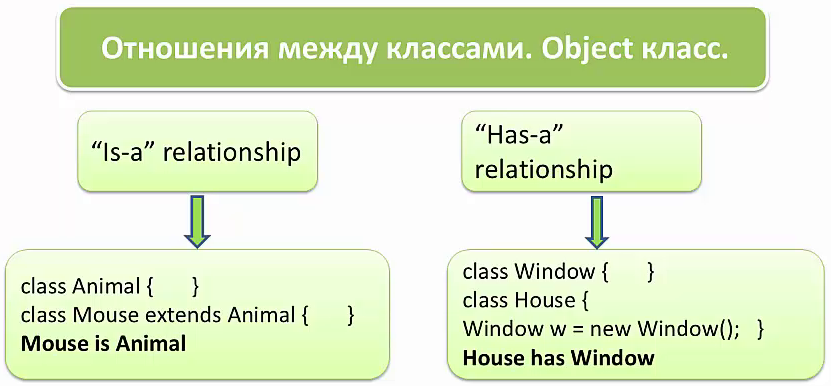 Отношения между классами. Object класс.
“Is-a” relationship
“Has-a”
relationship
class Animal {      }
class Mouse extends Animal {      }
Mouse is Animal
class Window {      }
class House {
Window w = new Window();   }
House has Window